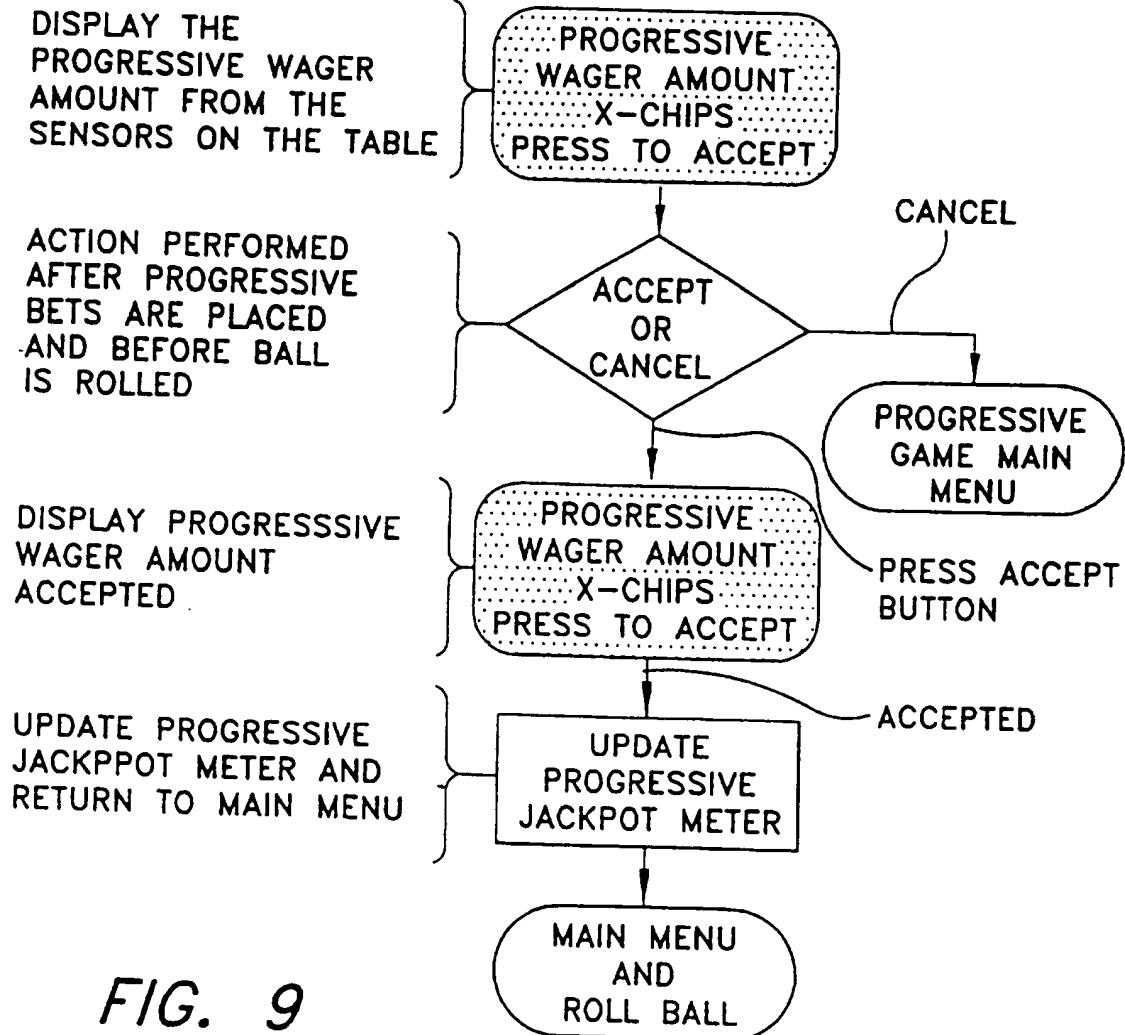 DISPLAY THE
PROGRESSIVE WAGER
AMOUNT FROM THE
SENSORS ON THE TABLE
PROGRESSIVE
WAGER AMOUNT
X-CHIPS
PRESS TO ACCEPT
CANCEL
ACTION PERFORMED
AFTER PROGRESSIVE
BETS ARE PLACED
AND BEFORE BALL
IS ROLLED
ACCEPT
OR
CANCEL
PROGRESSIVE
GAME MAIN
MENU
DISPLAY PROGRESSSIVE
WAGER AMOUNT
ACCEPTED
PROGRESSIVE
WAGER AMOUNT
X-CHIPS
PRESS TO ACCEPT
PRESS ACCEPT
BUTTON
ACCEPTED
UPDATE PROGRESSIVE
JACKPPOT METER AND
RETURN TO MAIN MENU
UPDATE
PROGRESSIVE
JACKPOT METER
MAIN MENU
AND
ROLL BALL
FIG. 9